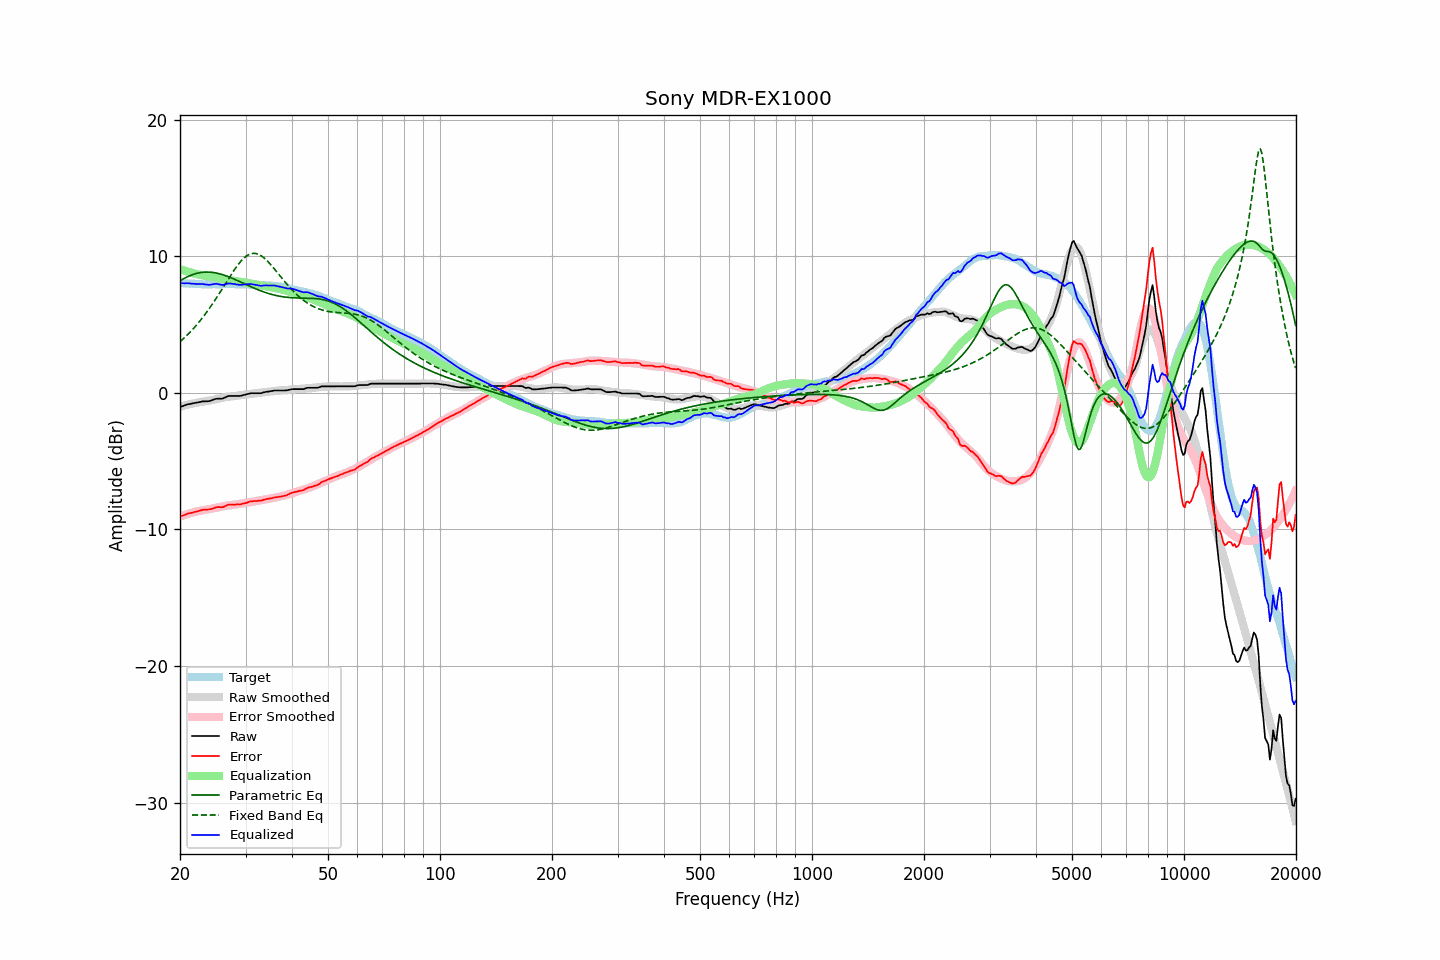 Sony MDR-EX1000
Amplitude (dBr)
20
10
0
−10
−20
−30
Target
Raw Smoothed
Error Smoothed
Raw
Error
Equalization
Parametric Eq
Fixed Band Eq
Equalized
20 50 100 200 500 1000 2000 5000 10000 20000
Frequency (Hz)